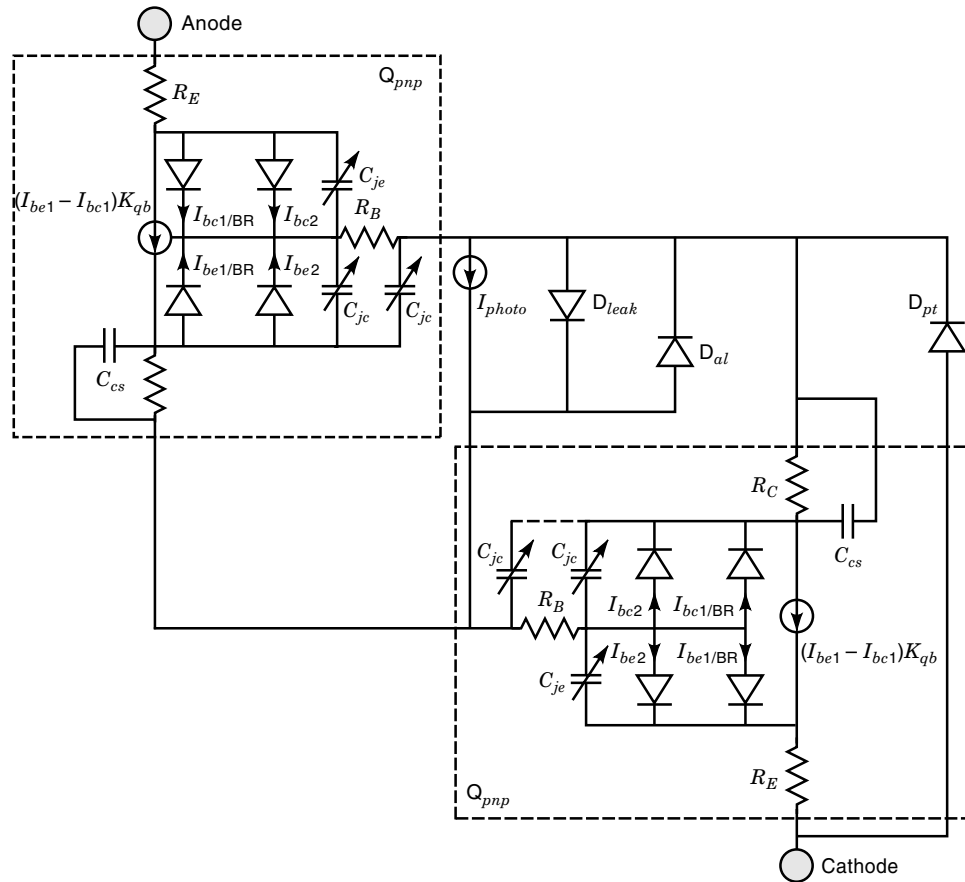 Anode
Q_pnp
R_E
C_je
(I_be1 – I_bc1)K_qb
I_bc1/BR
I_bc2
R_B
I_be1/BR
I_be2
C_jc
C_jc
I_photo
D_leak
D_pt
D_al
C_cs
R_C
C_jc
C_jc
C_cs
R_B
I_bc2
I_bc1/BR
I_be2
I_be1/BR
(I_be1 – I_bc1)K_qb
C_je
R_E
Q_pnp
Cathode